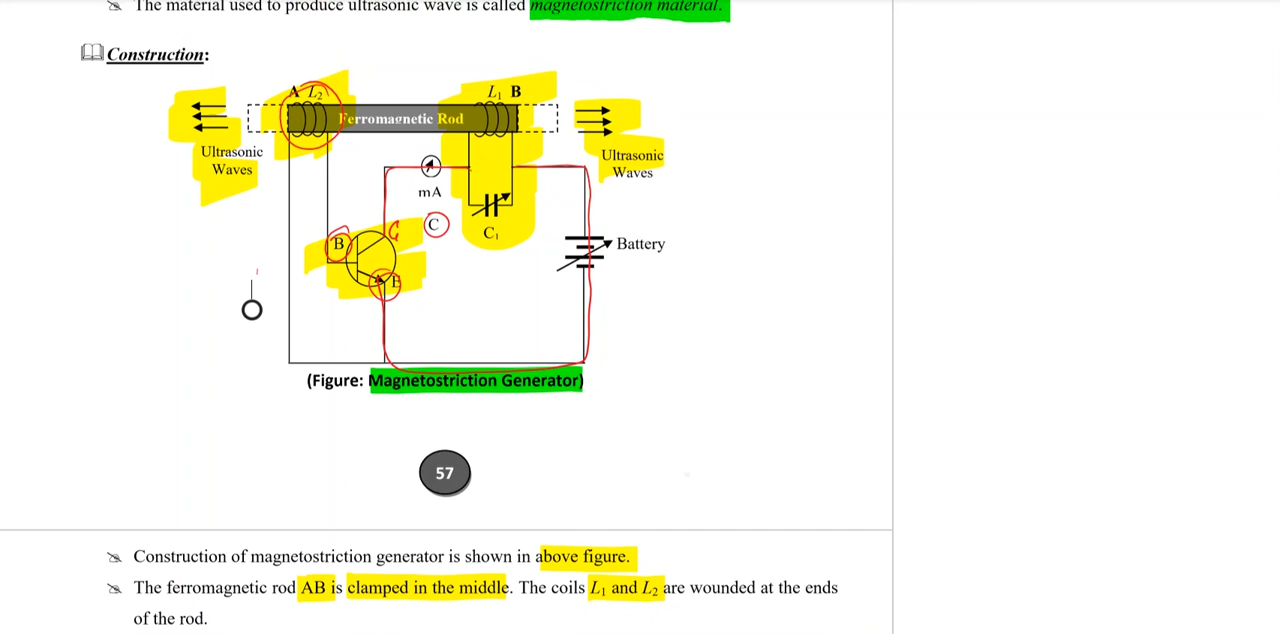 The material used to produce ultrasonic wave is called magnetostriction material.
Construction:
A L₂
L₁ B
Ferromagnetic Rod
Ultrasonic
Waves
Ultrasonic
Waves
mA
C
C
C₁
B
E
Battery
(Figure: Magnetostriction Generator)
57
Construction of magnetostriction generator is shown in above figure.
The ferromagnetic rod AB is clamped in the middle. The coils L₁ and L₂ are wounded at the ends
of the rod.